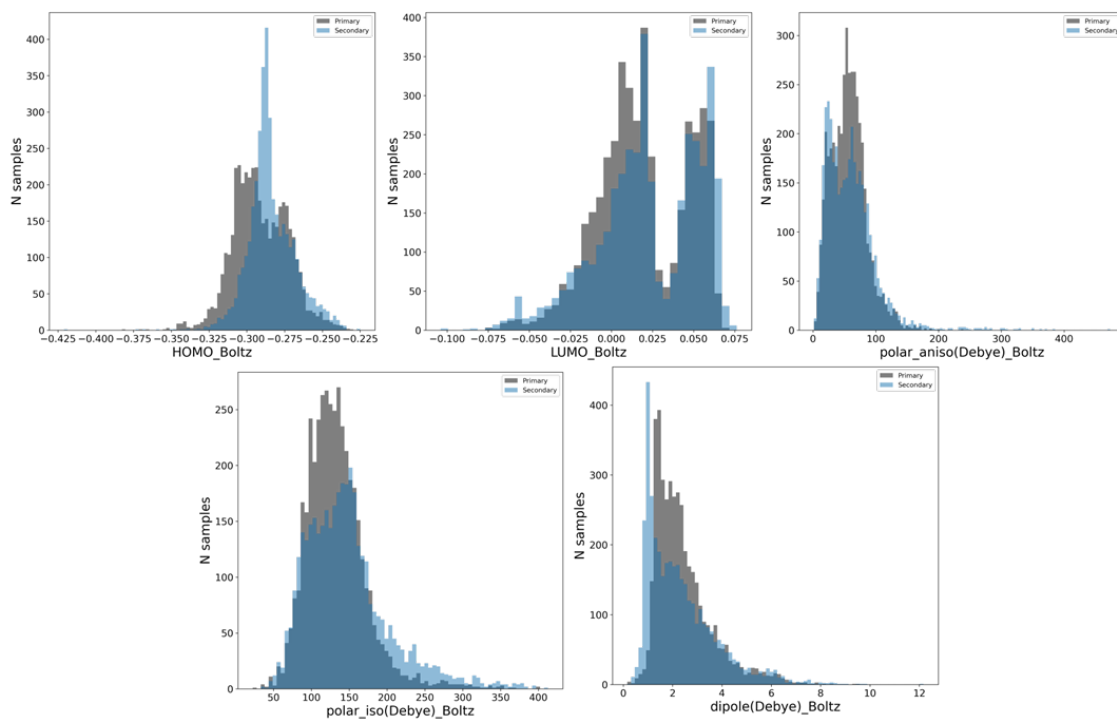 Primary
Secondary
400
350
300
250
200
150
100
50
0
N samples
−0.425 −0.400 −0.375 −0.350 −0.325 −0.300 −0.275 −0.250 −0.225
HOMO_Boltz
Primary
Secondary
400
350
300
250
200
150
100
50
0
N samples
−0.100 −0.075 −0.050 −0.025 0.000 0.025 0.050 0.075
LUMO_Boltz
Primary
Secondary
300
250
200
150
100
50
0
N samples
0 100 200 300 400
polar_aniso(Debye)_Boltz
Primary
Secondary
250
200
150
100
50
0
N samples
50 100 150 200 250 300 350 400
polar_iso(Debye)_Boltz
Primary
Secondary
400
300
200
100
0
N samples
0 2 4 6 8 10 12
dipole(Debye)_Boltz